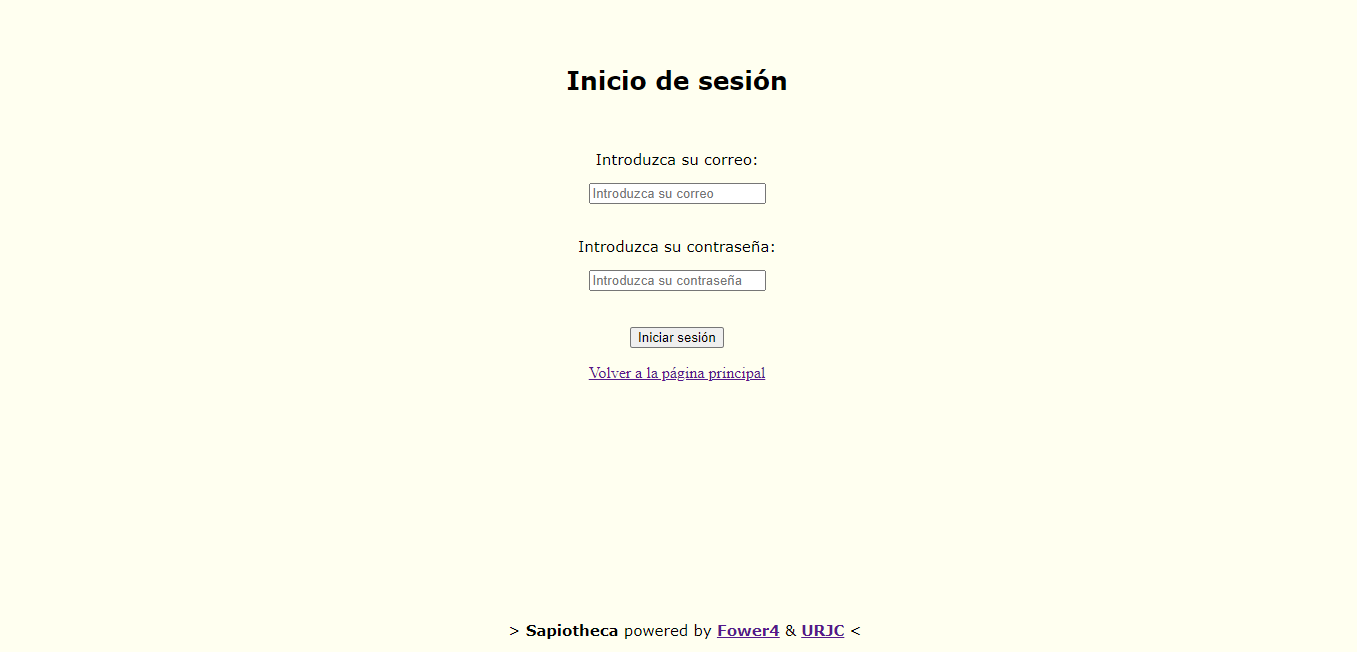 Inicio de sesión
Introduzca su correo:
Introduzca su correo
Introduzca su contraseña:
Introduzca su contraseña
Iniciar sesión
Volver a la página principal
> Sapiotheca powered by Fower4 & URJC <